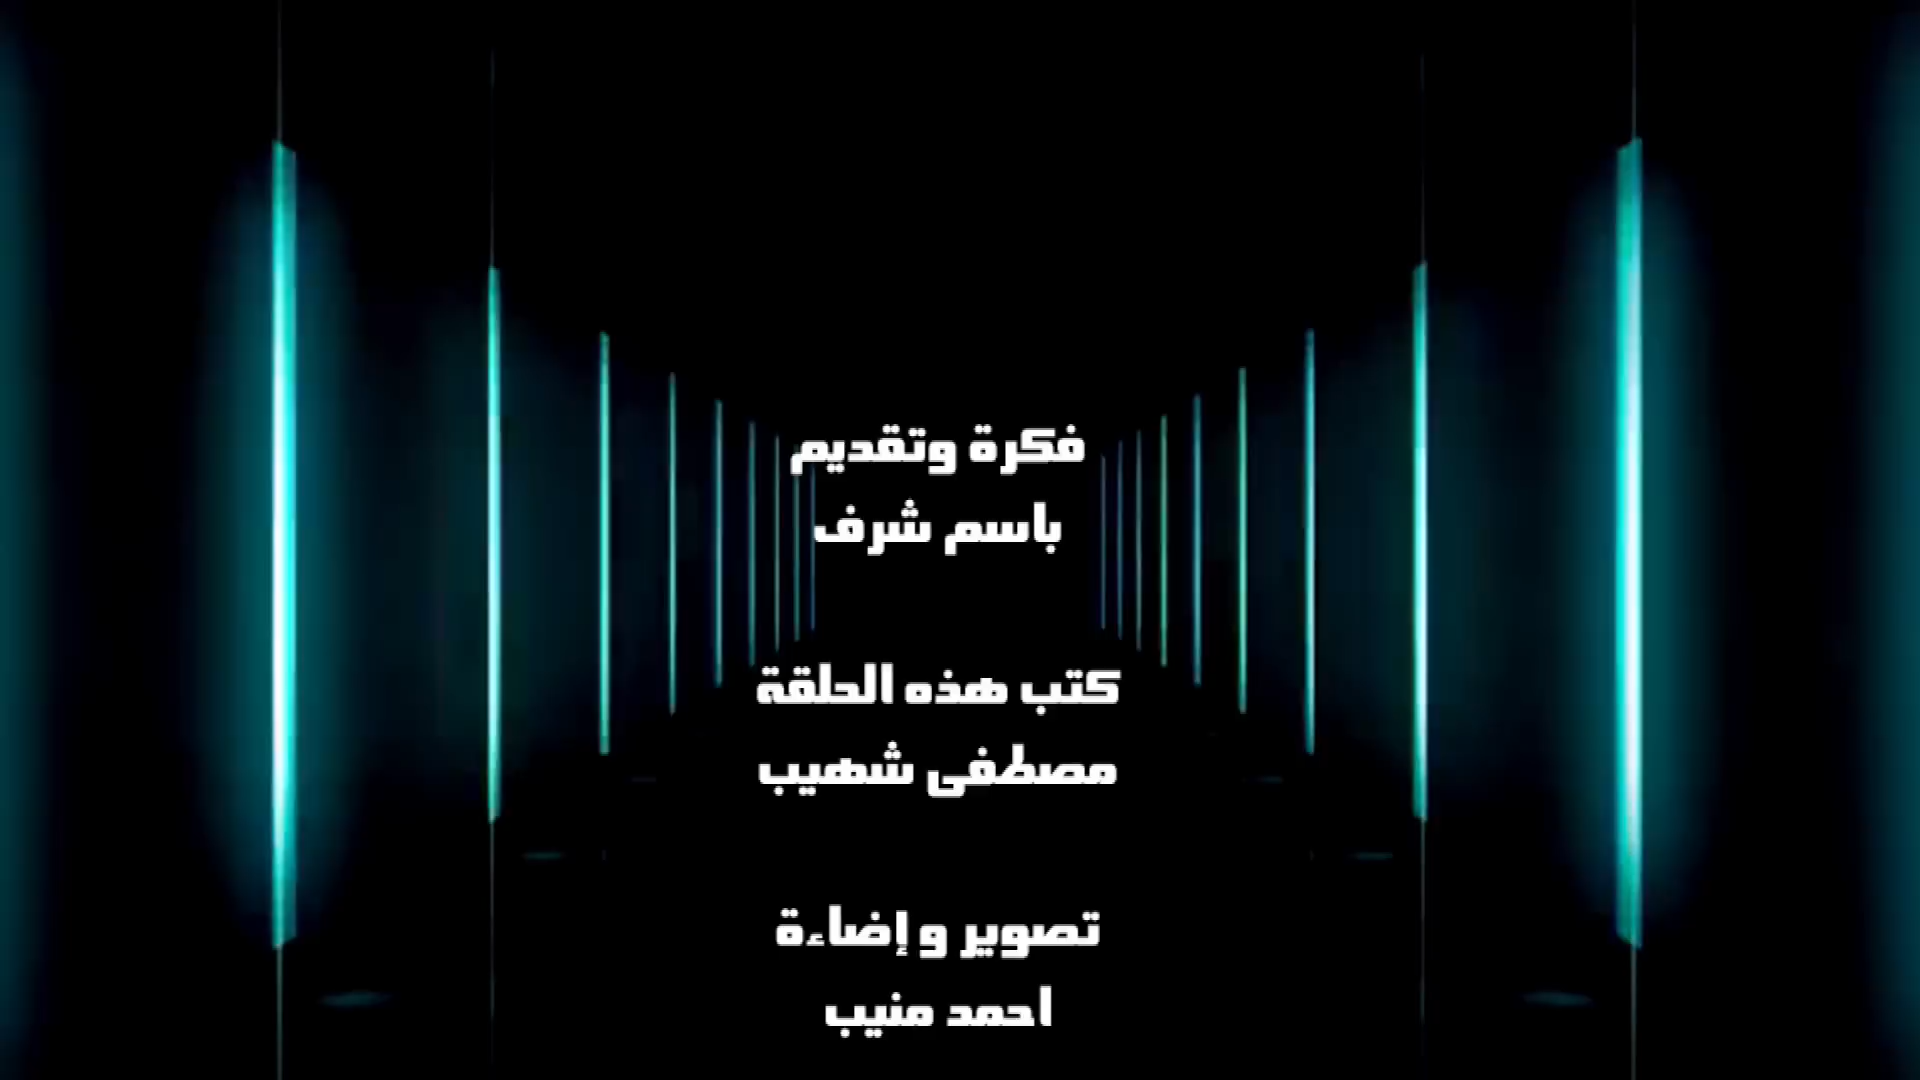 فكرة وتقديم
باسم شرف
كتب هذه الحلقة
مصطفى شهيب
تصوير و إضاءة
احمد منيب